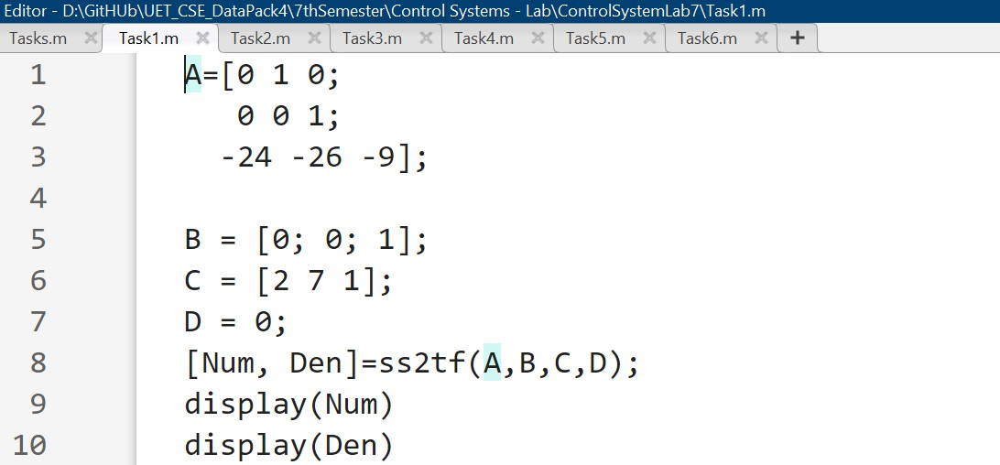 Editor - D:\GitHUb\UET_CSE_DataPack4\7thSemester\Control Systems - Lab\ControlSystemLab7\Task1.m
Tasks.m Task1.m Task2.m Task3.m Task4.m Task5.m Task6.m +
1 A=[0 1 0;
2 0 0 1;
3 -24 -26 -9];
4
5 B = [0; 0; 1];
6 C = [2 7 1];
7 D = 0;
8 [Num, Den]=ss2tf(A,B,C,D);
9 display(Num)
10 display(Den)